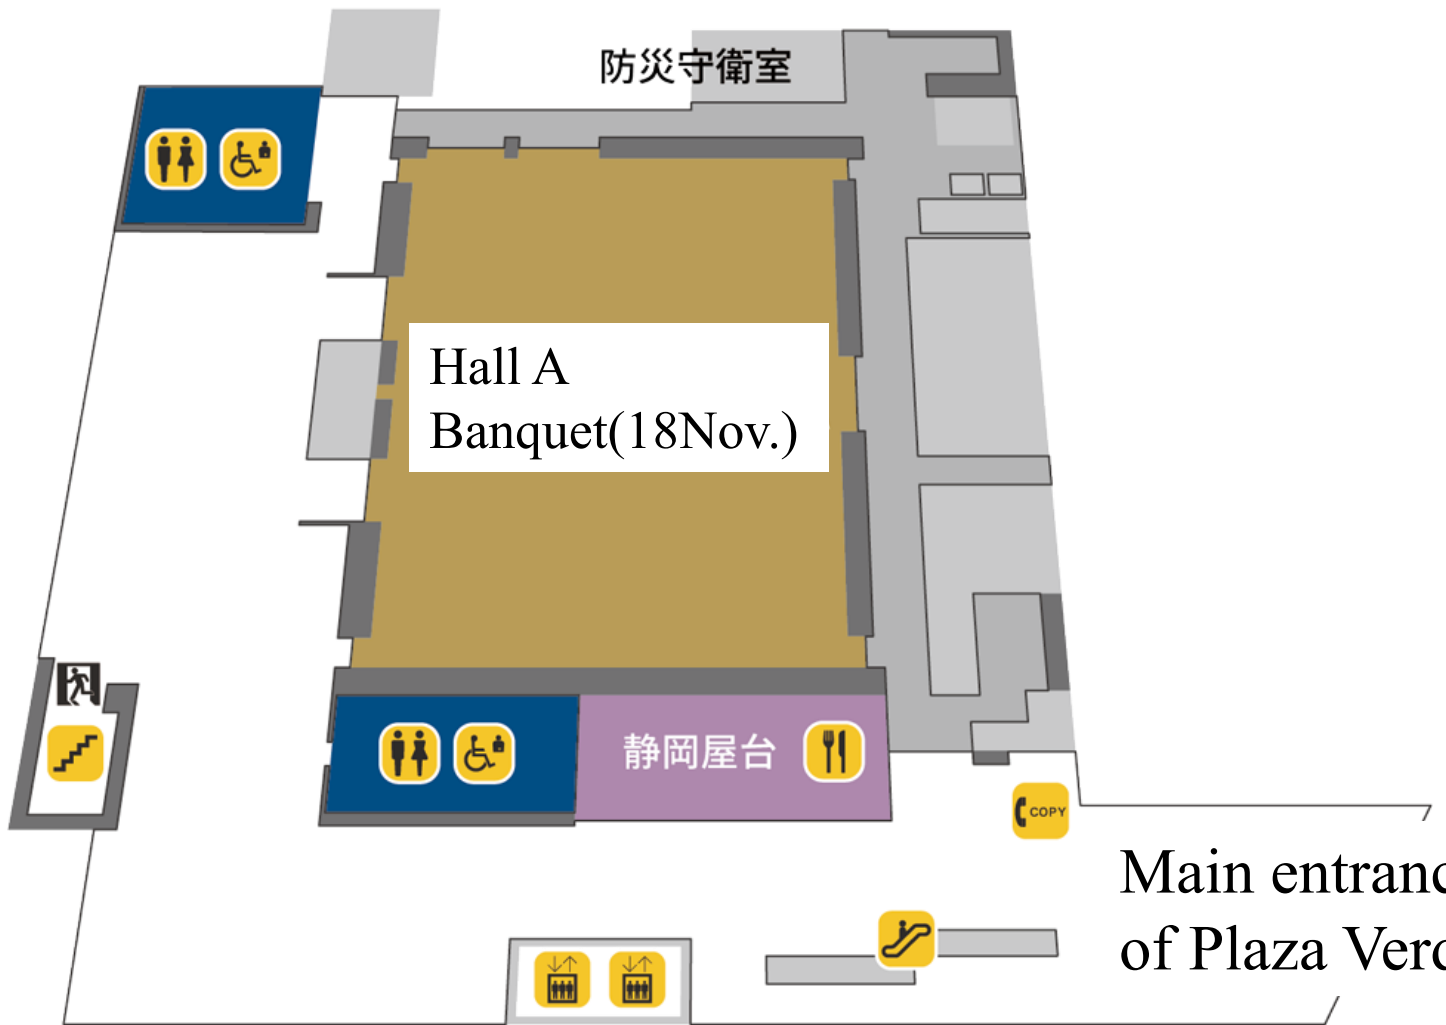 防災守衛室
Hall A
Banquet(18Nov.)
静岡屋台
COPY
Main entranc
of Plaza Verd